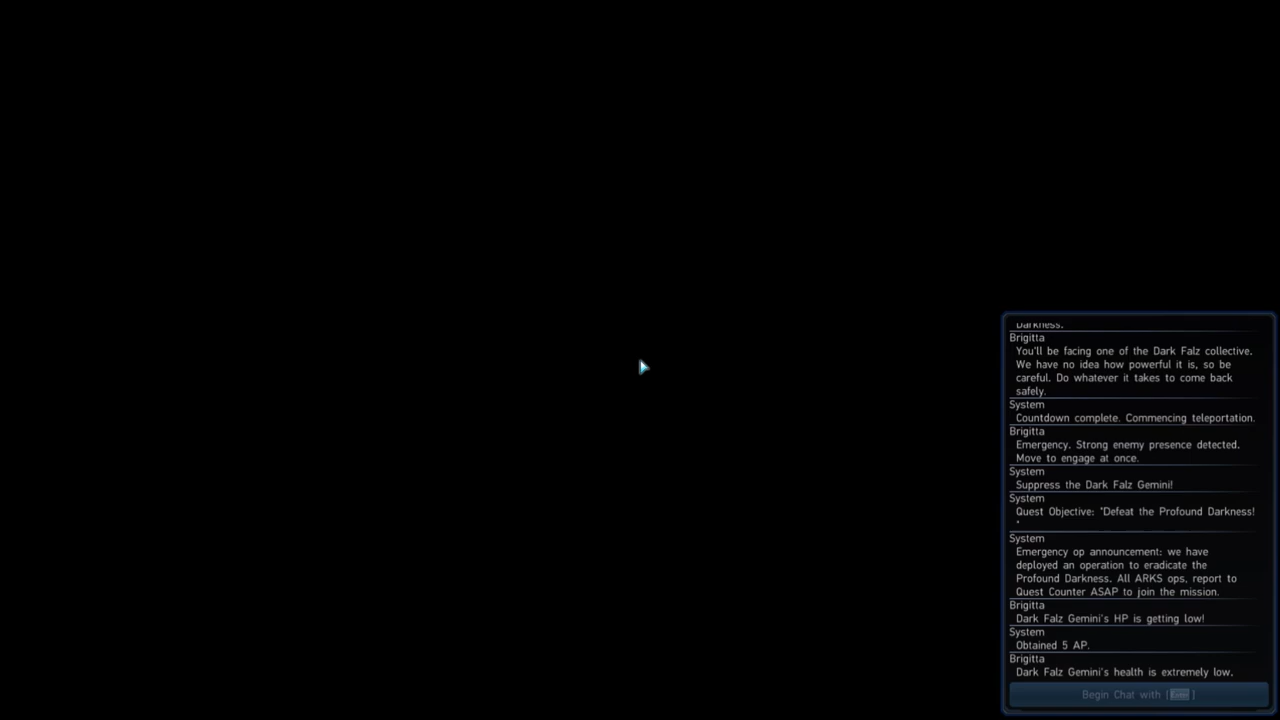 Darkness.
Brigitta
You'll be facing one of the Dark Falz collective.
We have no idea how powerful it is, so be
careful. Do whatever it takes to come back
safely.
System
Countdown complete. Commencing teleportation.
Brigitta
Emergency. Strong enemy presence detected.
Move to engage at once.
System
Suppress the Dark Falz Gemini!
System
Quest Objective: "Defeat the Profound Darkness!
"
System
Emergency op announcement: we have
deployed an operation to eradicate the
Profound Darkness. All ARKS ops, report to
Quest Counter ASAP to join the mission.
Brigitta
Dark Falz Gemini's HP is getting low!
System
Obtained 5 AP.
Brigitta
Dark Falz Gemini's health is extremely low.
Begin Chat with [Enter]